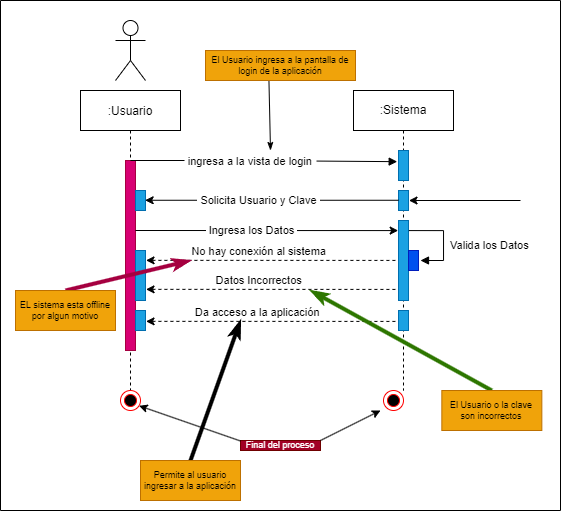 El Usuario ingresa a la pantalla de
login de la aplicación
:Usuario
:Sistema
ingresa a la vista de login
Solicita Usuario y Clave
Ingresa los Datos
Valida los Datos
No hay conexión al sistema
Datos Incorrectos
EL sistema esta offline
por algun motivo
Da acceso a la aplicación
El Usuario o la clave
son incorrectos
Final del proceso
Permite al usuario
ingresar a la aplicación